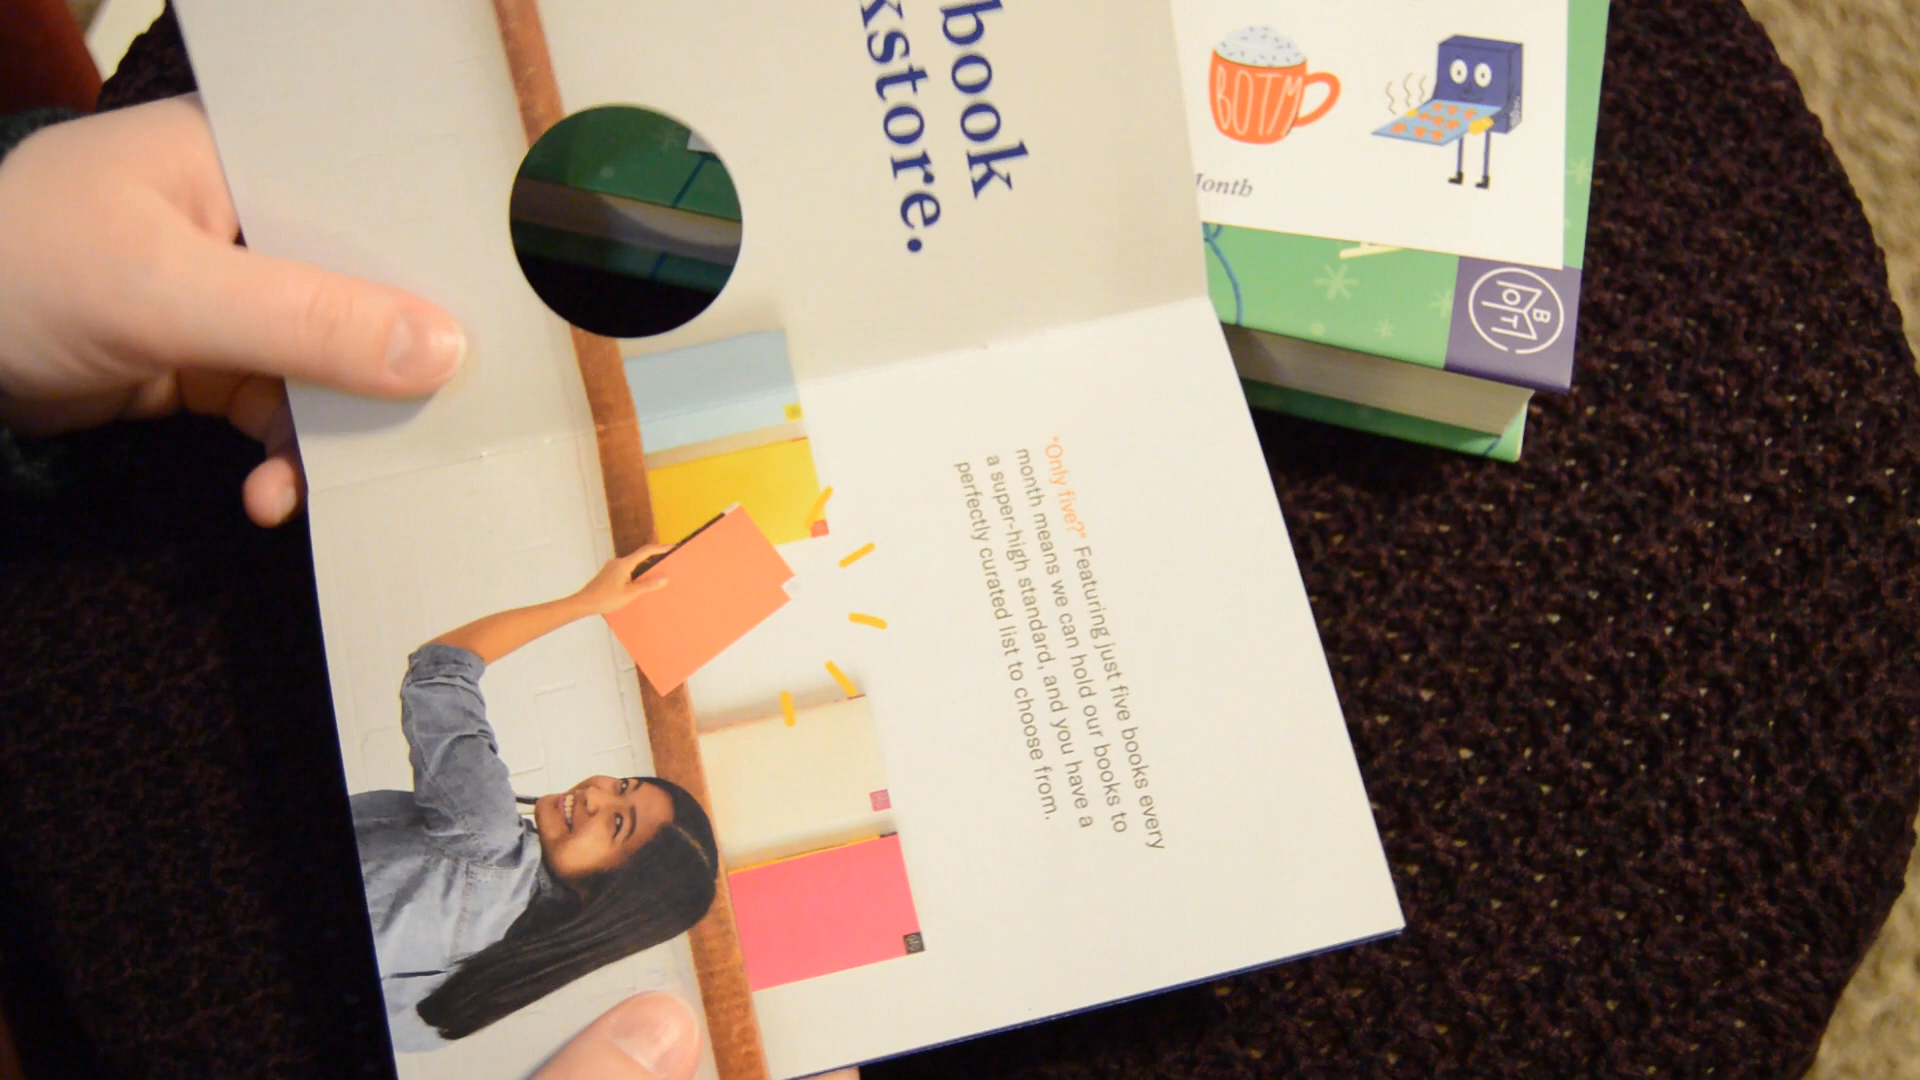 book
kstore.
"Only five?" Featuring just five books every
month means we can hold our books to
a super-high standard, and you have a
perfectly curated list to choose from.
BOTM
Month
BOTM